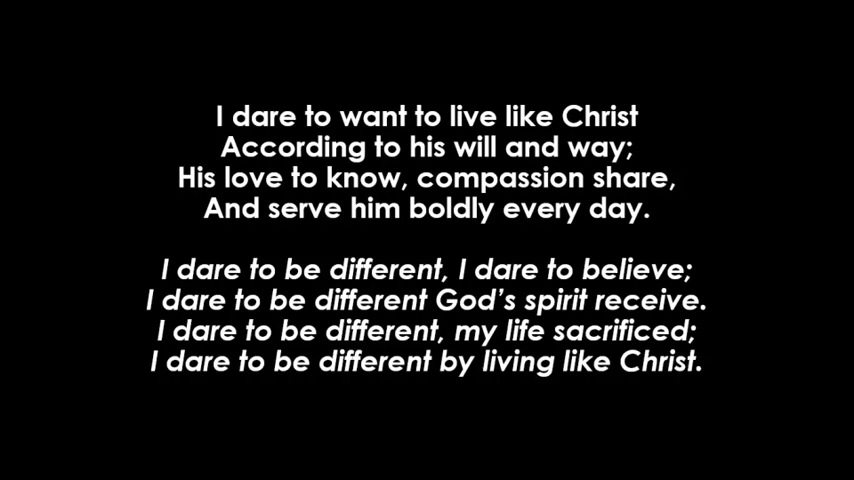 I dare to want to live like Christ
According to his will and way;
His love to know, compassion share,
And serve him boldly every day.
I dare to be different, I dare to believe;
I dare to be different God’s spirit receive.
I dare to be different, my life sacrificed;
I dare to be different by living like Christ.